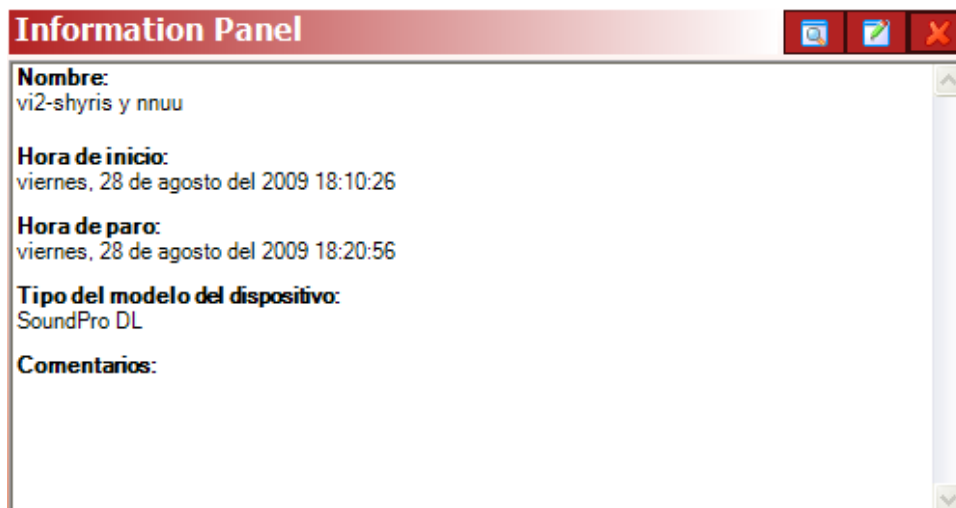 Information Panel
Nombre:
vi2-shyris y nnuu
Hora de inicio:
viernes, 28 de agosto del 2009 18:10:26
Hora de paro:
viernes, 28 de agosto del 2009 18:20:56
Tipo del modelo del dispositivo:
SoundPro DL
Comentarios: